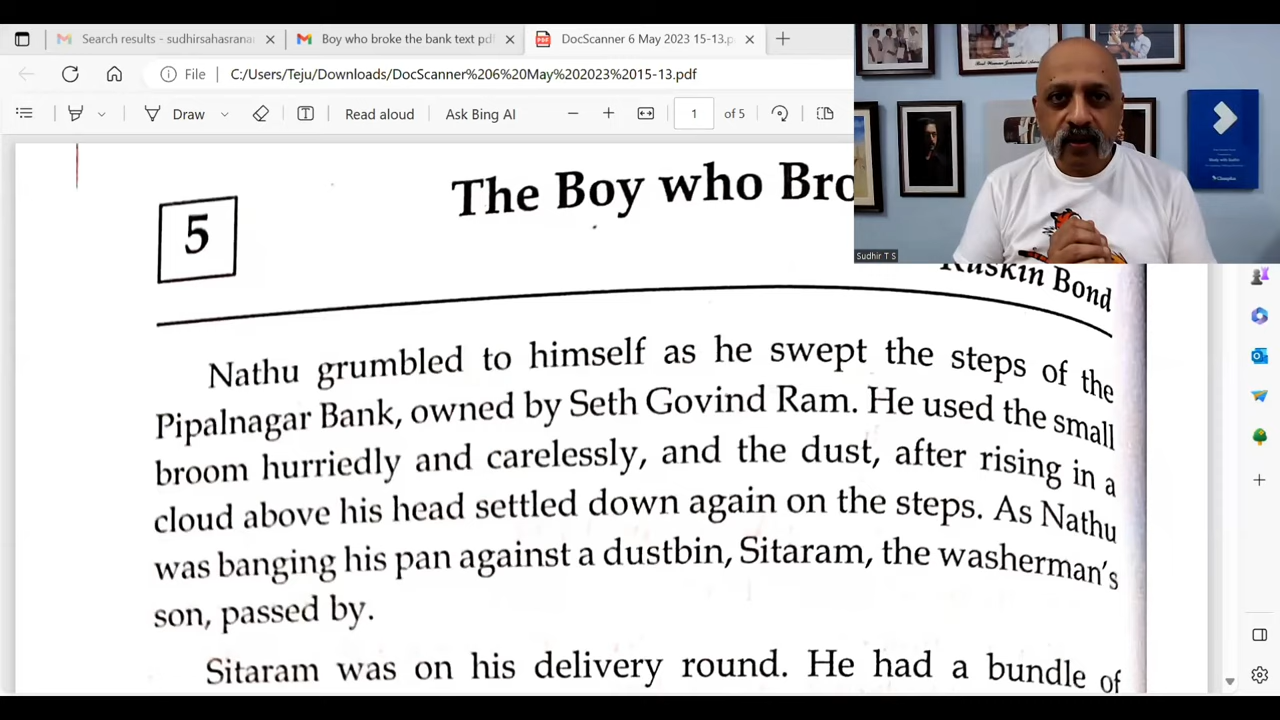 Search results - sudhirsahasrana
Boy who broke the bank text pd
DocScanner 6 May 2023 15-13.p
File
C:/Users/Teju/Downloads/DocScanner%206%20May%202023%2015-13.pdf
Draw
Read aloud
Ask Bing AI
1
of 5
Sudhir T S
5
The Boy who Bro
Ruskin Bond
Nathu grumbled to himself as he swept the steps of the
Pipalnagar Bank, owned by Seth Govind Ram. He used the small
broom hurriedly and carelessly, and the dust, after rising in a
cloud above his head settled down again on the steps. As Nathu
was banging his pan against a dustbin, Sitaram, the washerman's
son, passed by.
Sitaram was on his delivery round. He had a bundle of